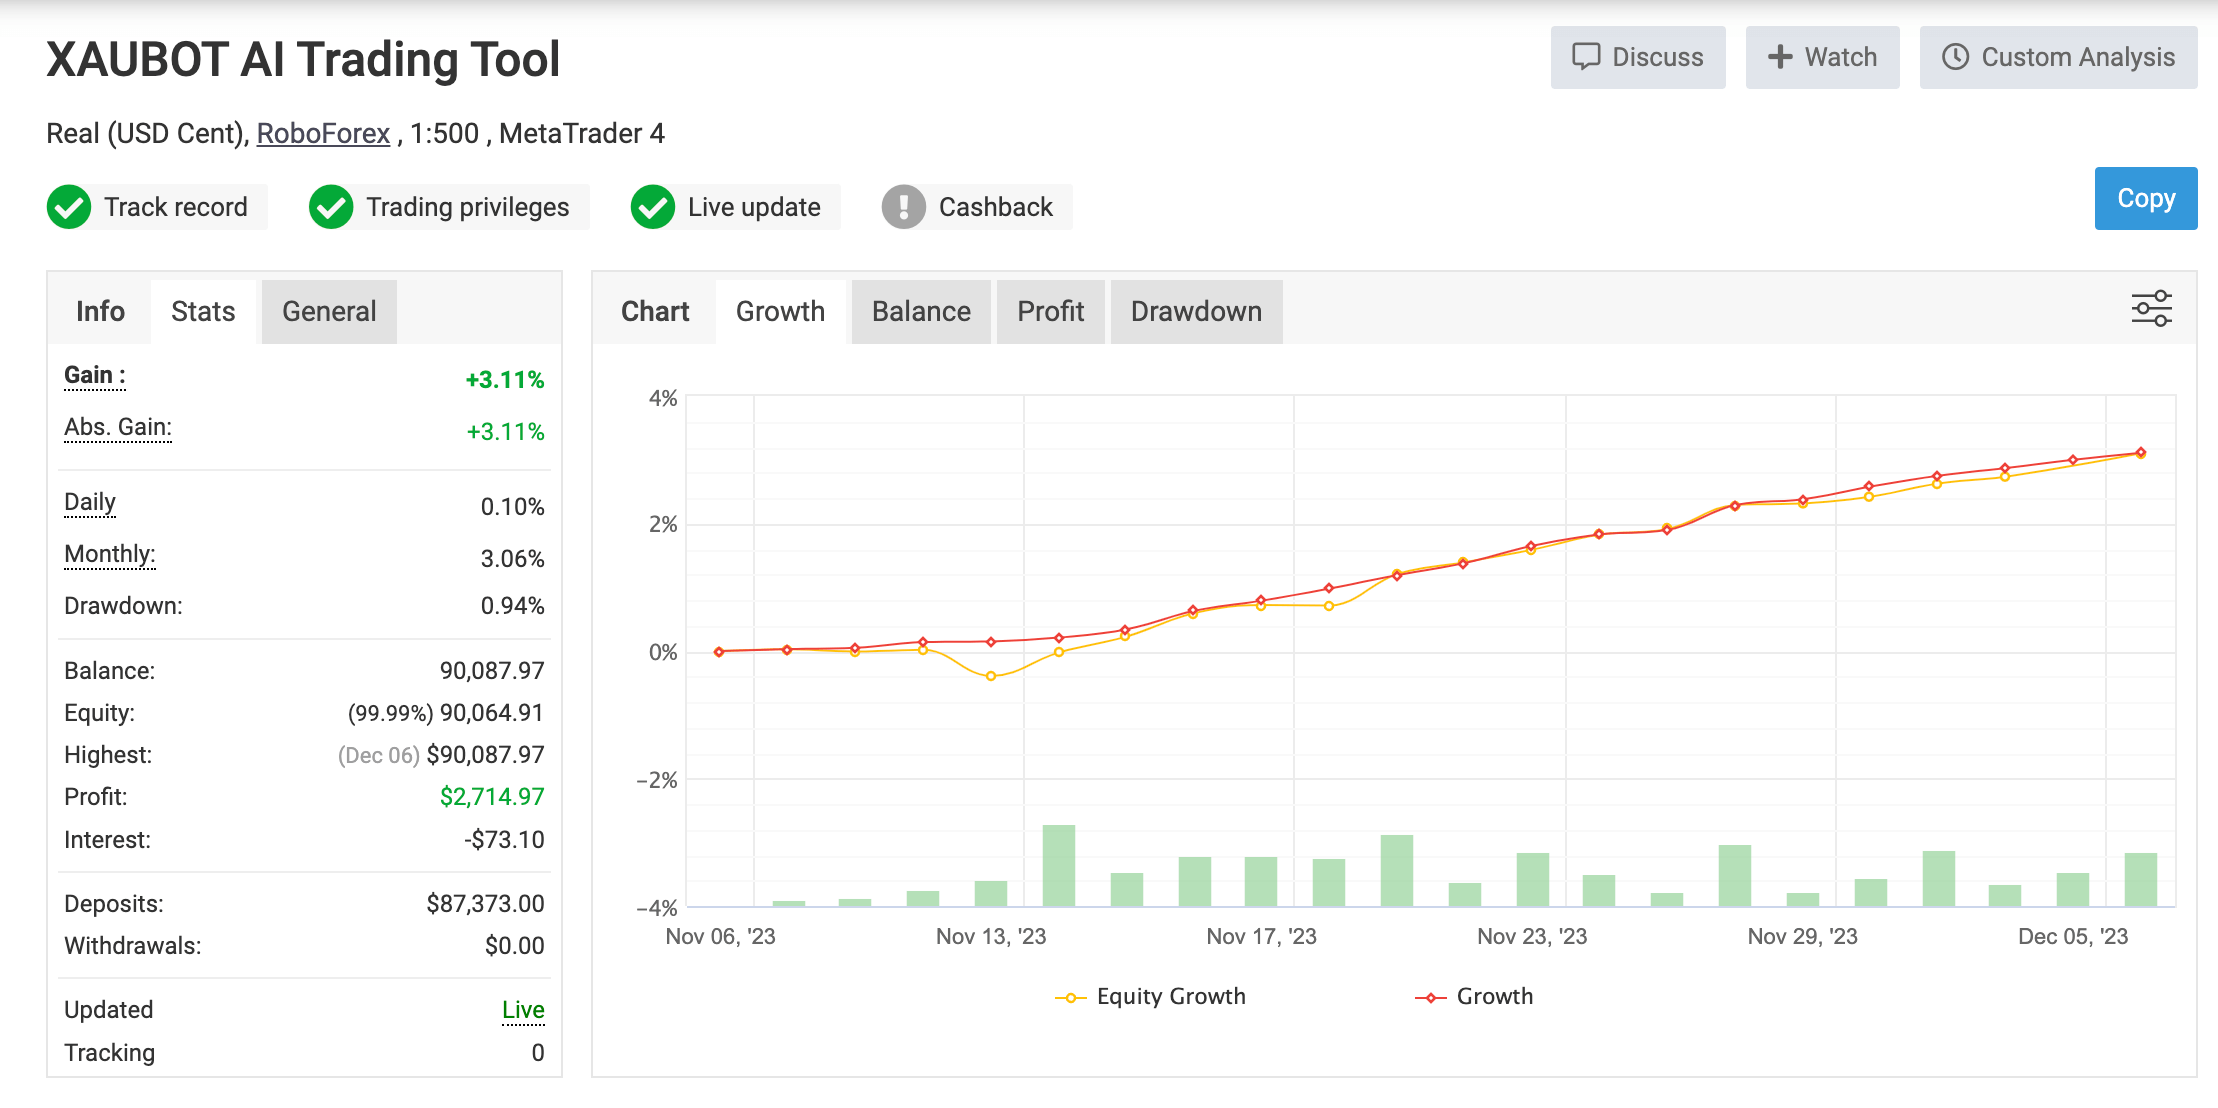 XAUBOT AI Trading Tool
Discuss
Watch
Custom Analysis
Real (USD Cent), RoboForex , 1:500 , MetaTrader 4
Track record
Trading privileges
Live update
Cashback
Copy
Info Stats General
Gain : +3.11%
Abs. Gain: +3.11%
Daily 0.10%
Monthly: 3.06%
Drawdown: 0.94%
Balance: 90,087.97
Equity: (99.99%) 90,064.91
Highest: (Dec 06) $90,087.97
Profit: $2,714.97
Interest: -$73.10
Deposits: $87,373.00
Withdrawals: $0.00
Updated Live
Tracking 0
Chart Growth Balance Profit Drawdown
4%
2%
0%
−2%
−4%
Nov 06, '23 Nov 13, '23 Nov 17, '23 Nov 23, '23 Nov 29, '23 Dec 05, '23
Equity Growth Growth